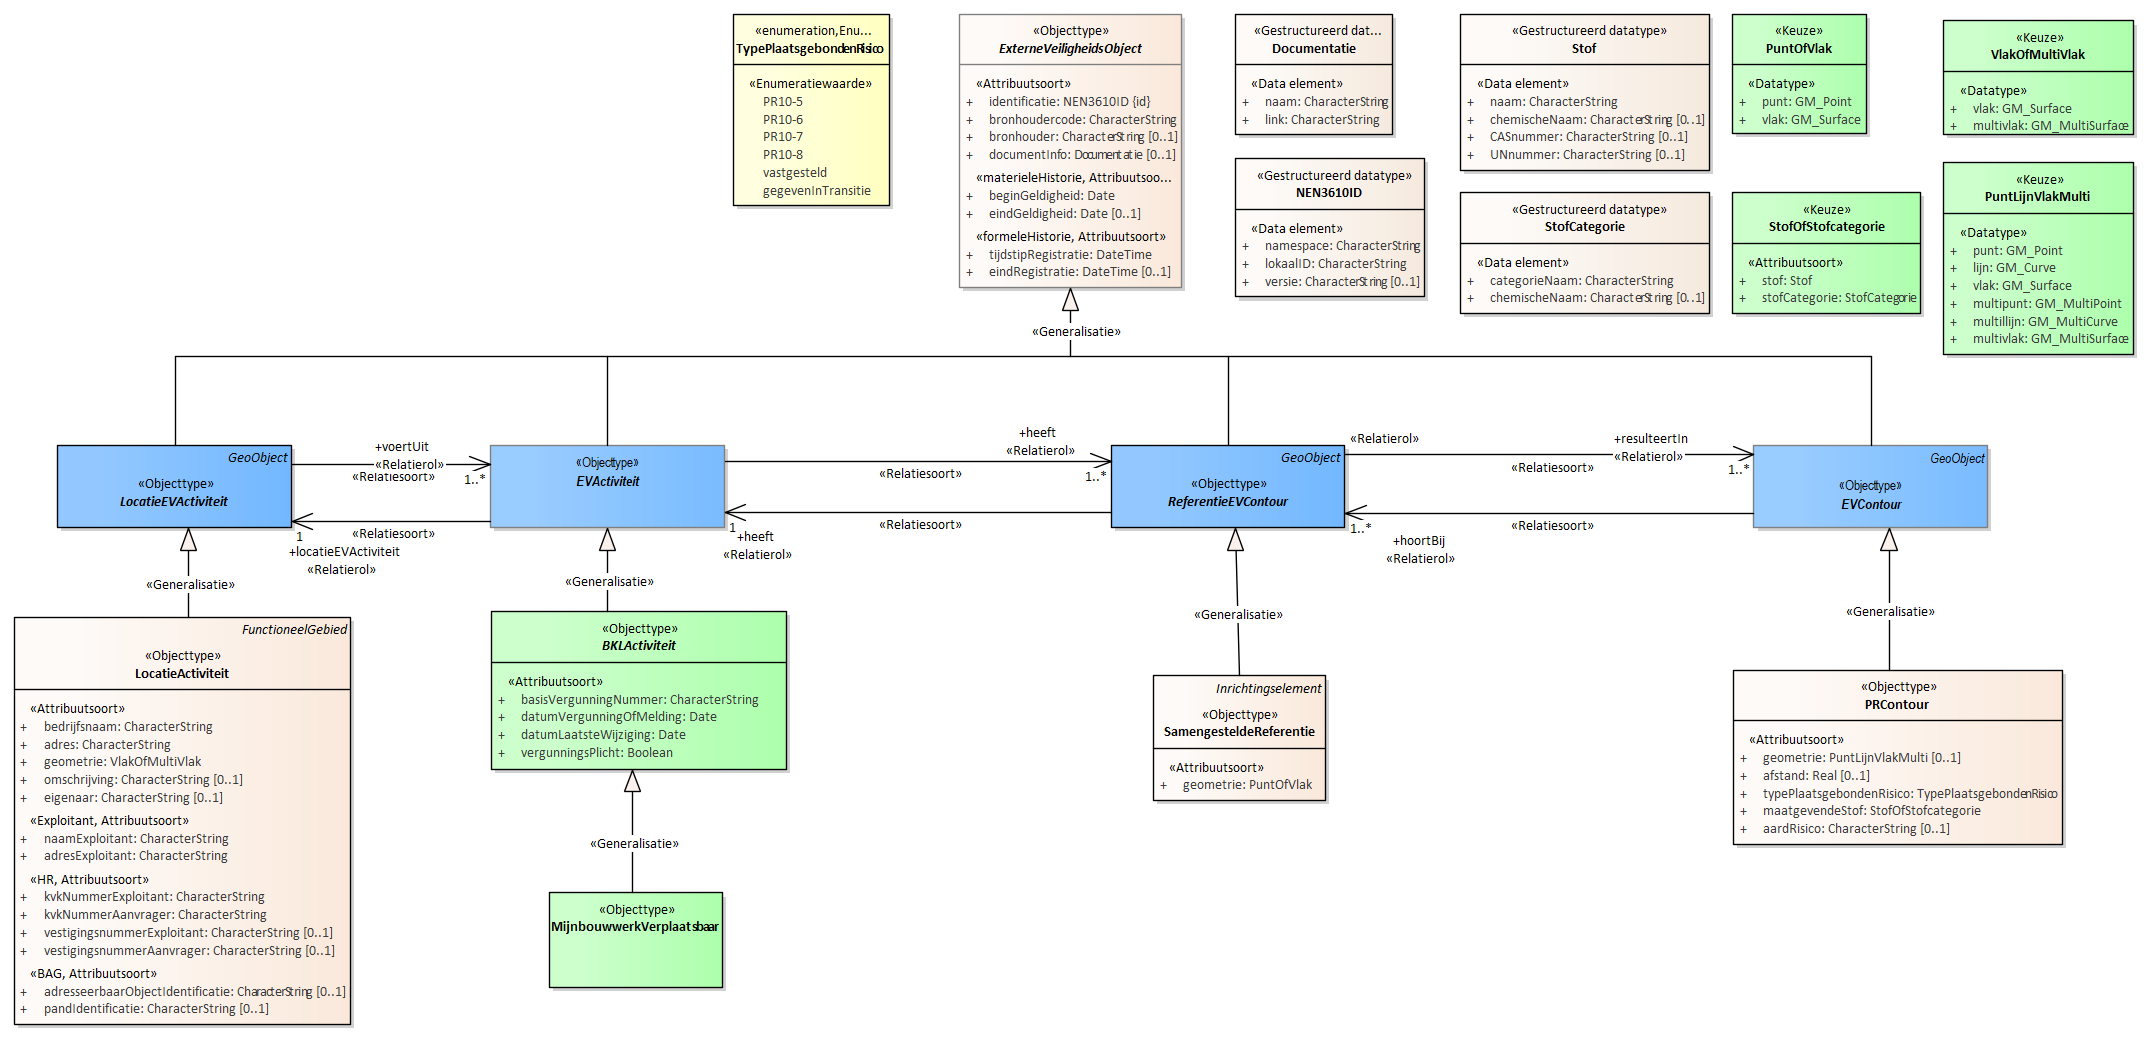 «enumeration,Enu...
TypePlaatsgebondenRisico
«Enumeratiewaarde»
PR10-5
PR10-6
PR10-7
PR10-8
vastgesteld
gegevenInTransitie
«Objecttype»
ExterneVeiligheidsObject
«Attribuutsoort»
+ identificatie: NEN3610ID {id}
+ bronhoudercode: CharacterString
+ bronhouder: CharacterString [0..1]
+ documentInfo: Documentatie [0..1]
«materieleHistorie, Attribuutsoo...
+ beginGeldigheid: Date
+ eindGeldigheid: Date [0..1]
«formeleHistorie, Attribuutsoort»
+ tijdstipRegistratie: DateTime
+ eindRegistratie: DateTime [0..1]
«Gestructureerd dat...
Documentatie
«Data element»
+ naam: CharacterString
+ link: CharacterString
«Gestructureerd datatype»
NEN3610ID
«Data element»
+ namespace: CharacterString
+ lokaalID: CharacterString
+ versie: CharacterString [0..1]
«Gestructureerd datatype»
Stof
«Data element»
+ naam: CharacterString
+ chemischeNaam: CharacterString [0..1]
+ CASnummer: CharacterString [0..1]
+ UNnummer: CharacterString [0..1]
«Gestructureerd datatype»
StofCategorie
«Data element»
+ categorieNaam: CharacterString
+ chemischeNaam: CharacterString [0..1]
«Keuze»
PuntOfVlak
«Datatype»
+ punt: GM_Point
+ vlak: GM_Surface
«Keuze»
StofOfStofcategorie
«Attribuutsoort»
+ stof: Stof
+ stofCategorie: StofCategorie
«Keuze»
VlakOfMultiVlak
«Datatype»
+ vlak: GM_Surface
+ multivlak: GM_MultiSurface
«Keuze»
PuntLijnVlakMulti
«Datatype»
+ punt: GM_Point
+ lijn: GM_Curve
+ vlak: GM_Surface
+ multipunt: GM_MultiPoint
+ multillijn: GM_MultiCurve
+ multivlak: GM_MultiSurface
«Generalisatie»
GeoObject
«Objecttype»
LocatieEVActiviteit
+voertUit
«Relatierol»
«Relatiesoort»
1..*
«Relatiesoort»
1
+locatieEVActiviteit
«Relatierol»
«Objecttype»
EVActiviteit
+heeft
«Relatierol»
«Relatiesoort»
1..*
«Relatiesoort»
1
+heeft
«Relatierol»
GeoObject
«Objecttype»
ReferentieEVContour
«Relatierol»
+resulteertIn
«Relatierol»
«Relatiesoort»
1..*
«Relatiesoort»
1..*
+hoortBij
«Relatierol»
GeoObject
«Objecttype»
EVContour
«Generalisatie»
«Generalisatie»
«Generalisatie»
«Generalisatie»
FunctioneelGebied
«Objecttype»
LocatieActiviteit
«Attribuutsoort»
+ bedrijfsnaam: CharacterString
+ adres: CharacterString
+ geometrie: VlakOfMultiVlak
+ omschrijving: CharacterString [0..1]
+ eigenaar: CharacterString [0..1]
«Exploitant, Attribuutsoort»
+ naamExploitant: CharacterString
+ adresExploitant: CharacterString
«HR, Attribuutsoort»
+ kvkNummerExploitant: CharacterString
+ kvkNummerAanvrager: CharacterString
+ vestigingsnummerExploitant: CharacterString [0..1]
+ vestigingsnummerAanvrager: CharacterString [0..1]
«BAG, Attribuutsoort»
+ adresseerbaarObjectIdentificatie: CharacterString [0..1]
+ pandIdentificatie: CharacterString [0..1]
«Objecttype»
BKLActiviteit
«Attribuutsoort»
+ basisVergunningNummer: CharacterString
+ datumVergunningOfMelding: Date
+ datumLaatsteWijziging: Date
+ vergunningsPlicht: Boolean
«Generalisatie»
«Objecttype»
MijnbouwwerkVerplaatsbaar
Inrichtingselement
«Objecttype»
SamengesteldeReferentie
«Attribuutsoort»
+ geometrie: PuntOfVlak
«Objecttype»
PRContour
«Attribuutsoort»
+ geometrie: PuntLijnVlakMulti [0..1]
+ afstand: Real [0..1]
+ typePlaatsgebondenRisico: TypePlaatsgebondenRisico
+ maatgevendeStof: StofOfStofcategorie
+ aardRisico: CharacterString [0..1]